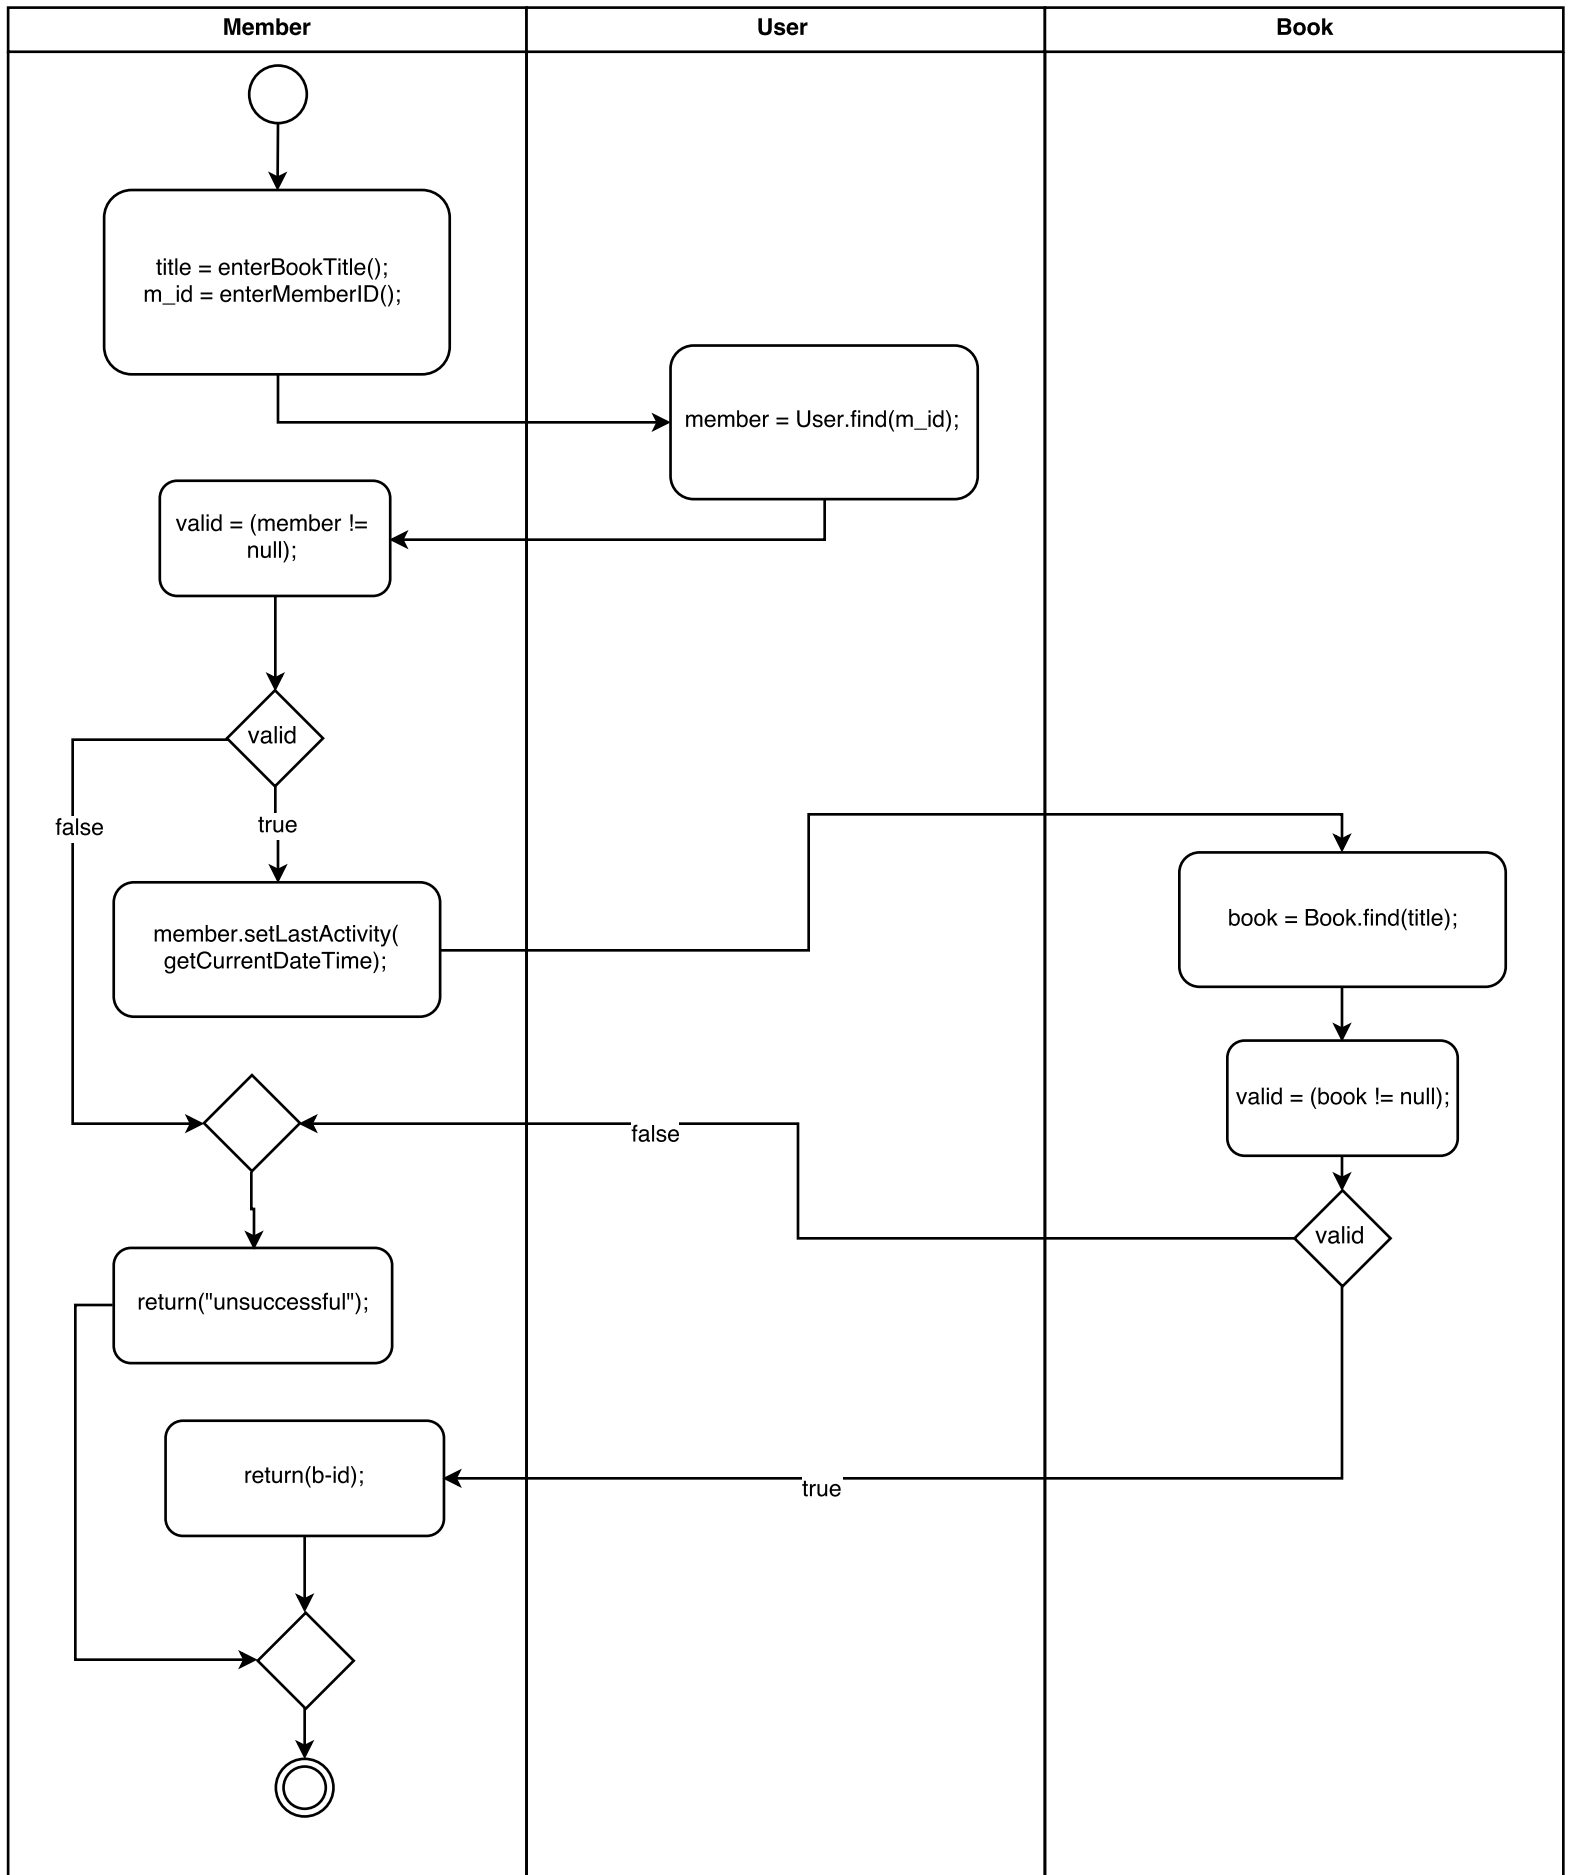 Member
User
Book
title = enterBookTitle();
m_id = enterMemberID();
member = User.find(m_id);
valid = (member !=
null);
valid
false
true
member.setLastActivity(
getCurrentDateTime);
book = Book.find(title);
valid = (book != null);
false
valid
return("unsuccessful");
return(b-id);
true